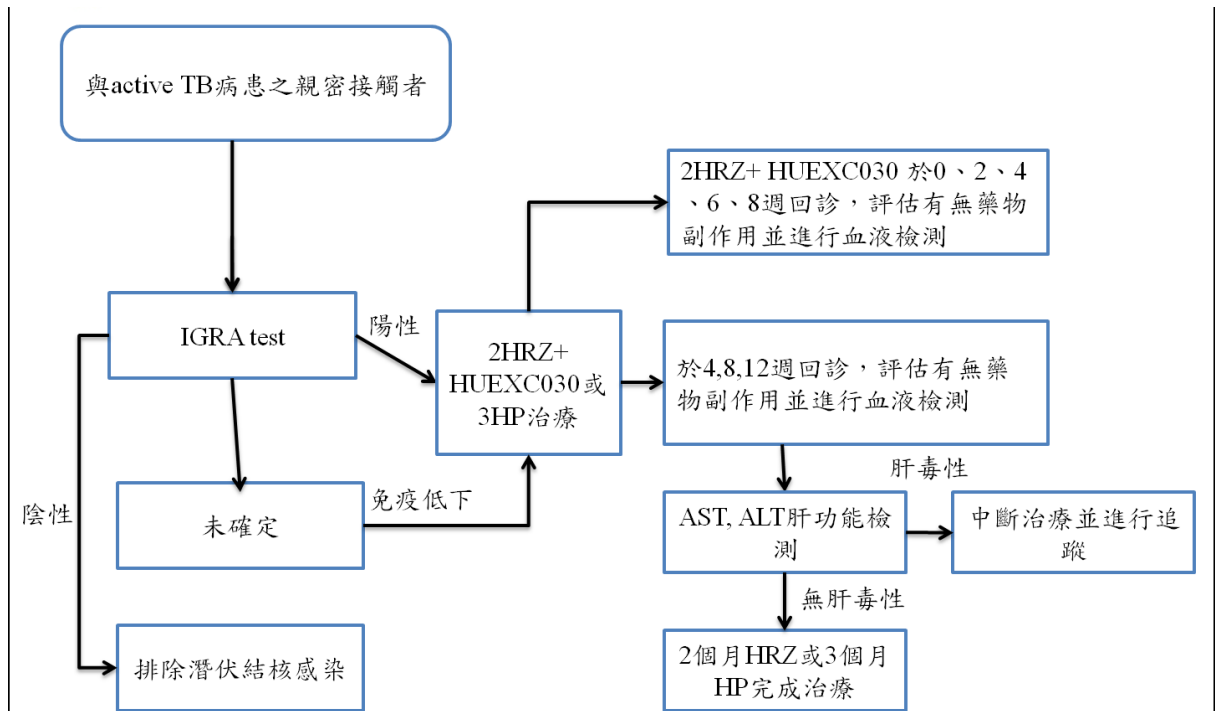 與active TB病患之親密接觸者
2HRZ+ HUEXC030 於0、2、4
、6、8週回診，評估有無藥物
副作用並進行血液檢測
IGRA test
陽性
2HRZ+
HUEXC030或
3HP治療
於4,8,12週回診，評估有無藥
物副作用並進行血液檢測
陰性
未確定
免疫低下
肝毒性
AST, ALT肝功能檢
測
中斷治療並進行追
蹤
無肝毒性
排除潛伏結核感染
2個月HRZ或3個月
HP完成治療